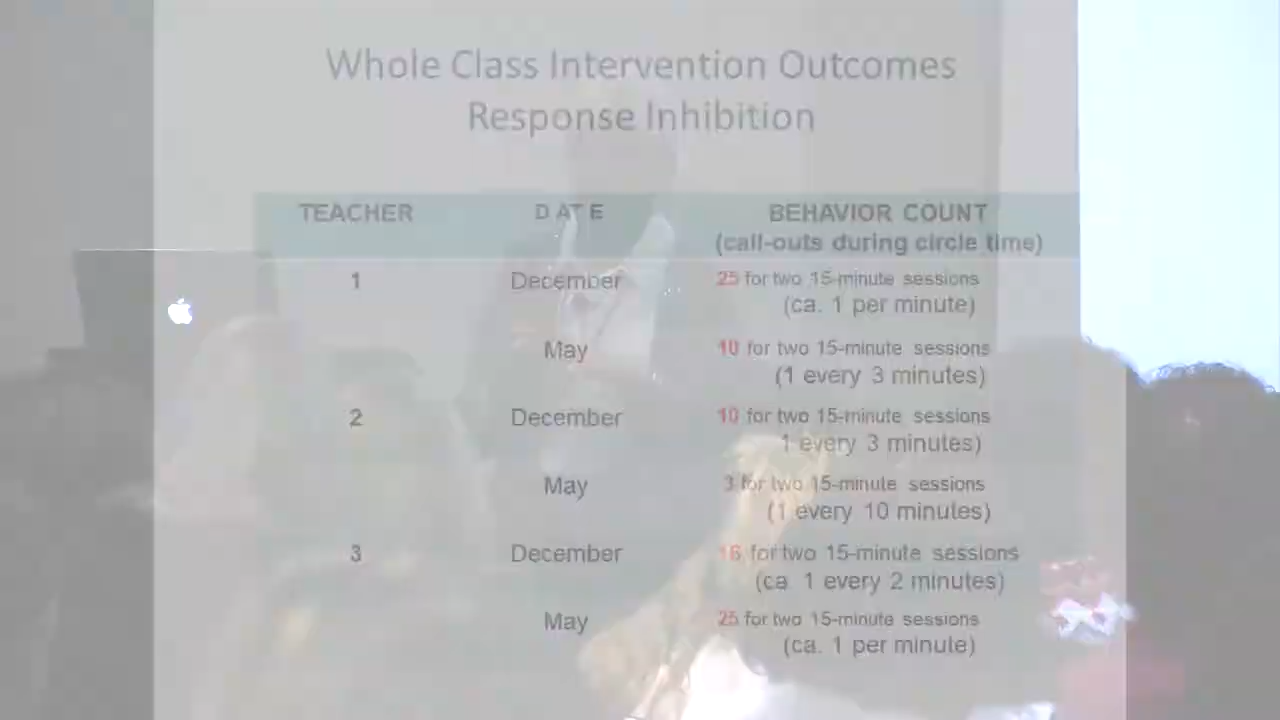 Whole Class Intervention Outcomes
Response Inhibition
TEACHER DATE BEHAVIOR COUNT
(call-outs during circle time)
1 December 25 for two 15-minute sessions
(ca. 1 per minute)
May 10 for two 15-minute sessions
(1 every 3 minutes)
2 December 10 for two 15-minute sessions
1 every 3 minutes)
May 3 for two 15-minute sessions
(1 every 10 minutes)
3 December 16 for two 15-minute sessions
(ca 1 every 2 minutes)
May 25 for two 15-minute sessions
(ca. 1 per minute)